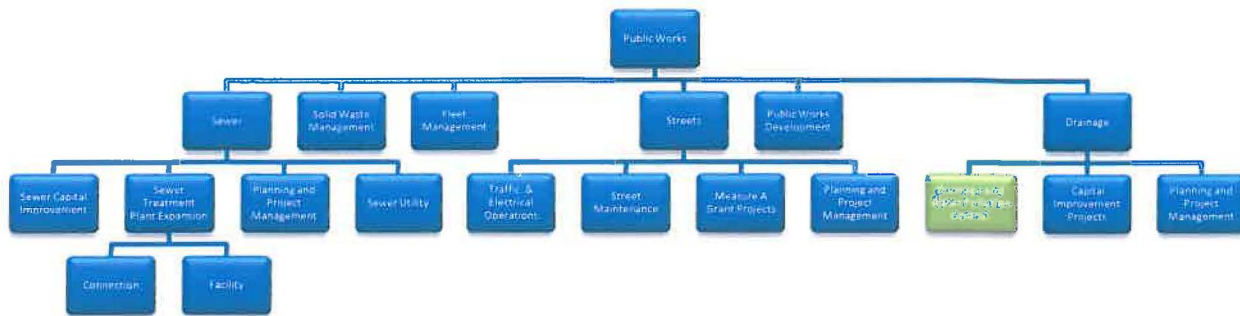 Public Works
Sewer
Solid Waste
Management
Fleet
Management
Streets
Public Works
Development
Drainage
Sewer Capital
Improvement
Sewer
Treatment
Plant Expansion
Planning and
Project
Management
Sewer Utility
Traffic &
Electrical
Operations
Street
Maintenance
Measure A
Grant Projects
Planning and
Project
Management
Capital
Improvement
Projects
Planning and
Project
Management
Connection
Facility